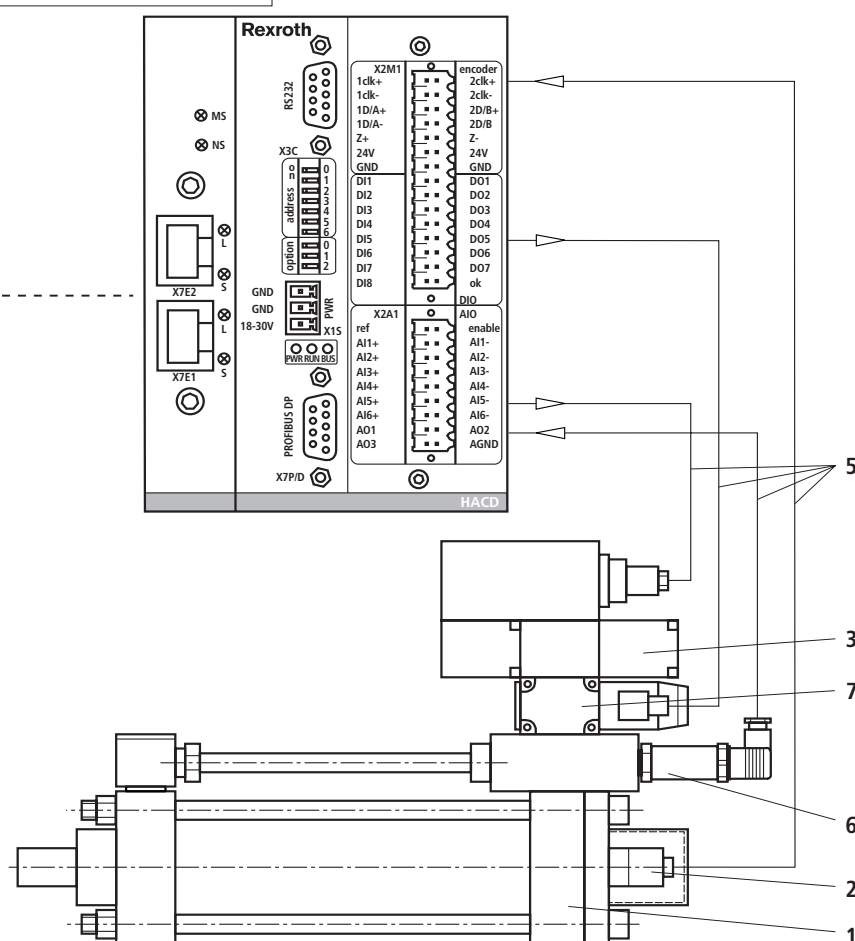 Rexroth
X2M1 encoder
1clk+ 2clk+
1clk- 2clk-
1D/A+ 2D/B+
1D/A- 2D/B
Z+ Z-
24V 24V
GND GND
DI1 DO1
DI2 DO2
DI3 DO3
DI4 DO4
DI5 DO5
DI6 DO6
DI7 DO7
DI8 ok
DIO
X2A1 AIO
ref enable
AI1+ AI1-
AI2+ AI2-
AI3+ AI3-
AI4+ AI4-
AI5+ AI5-
AI6+ AI6-
AO1 AO2
AO3 AGND
RS232
X3C
on
address
0
1
2
3
4
5
6
option
0
1
2
GND
GND
18-30V
PWR
X1S
PWR RUN BUS
PROFIBUS DP
X7P/D
MS
NS
L
S
X7E2
L
S
X7E1
HACD
5
3
7
6
2
1